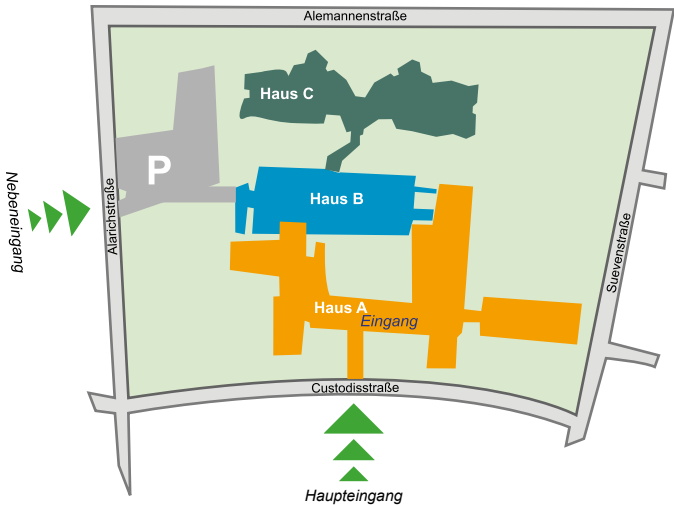 Alemannenstraße
Haus C
P
Nebeneingang
Alarichstraße
Haus B
Suevenstraße
Haus A
Eingang
Custodisstraße
Haupteingang